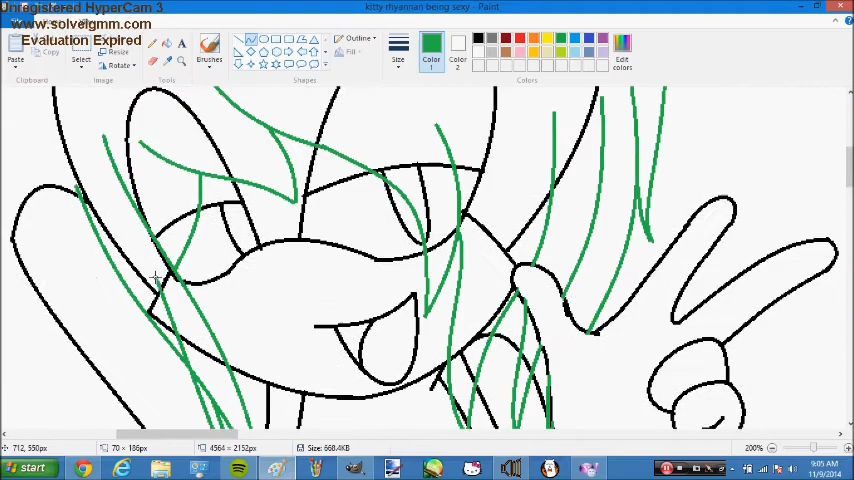 Unregistered HyperCam 3
www.solveigmm.com
Evaluation Expired
kitty rhyannan being sexy - Paint
Paste
Copy
Select
Resize
Rotate
Brushes
Outline
Fill
Size
Color 1
Color 2
Edit colors
Clipboard
Image
Tools
Shapes
Colors
712, 550px
70 × 186px
4564 × 2152px
Size: 668.4KB
200%
start
9:05 AM
11/9/2014